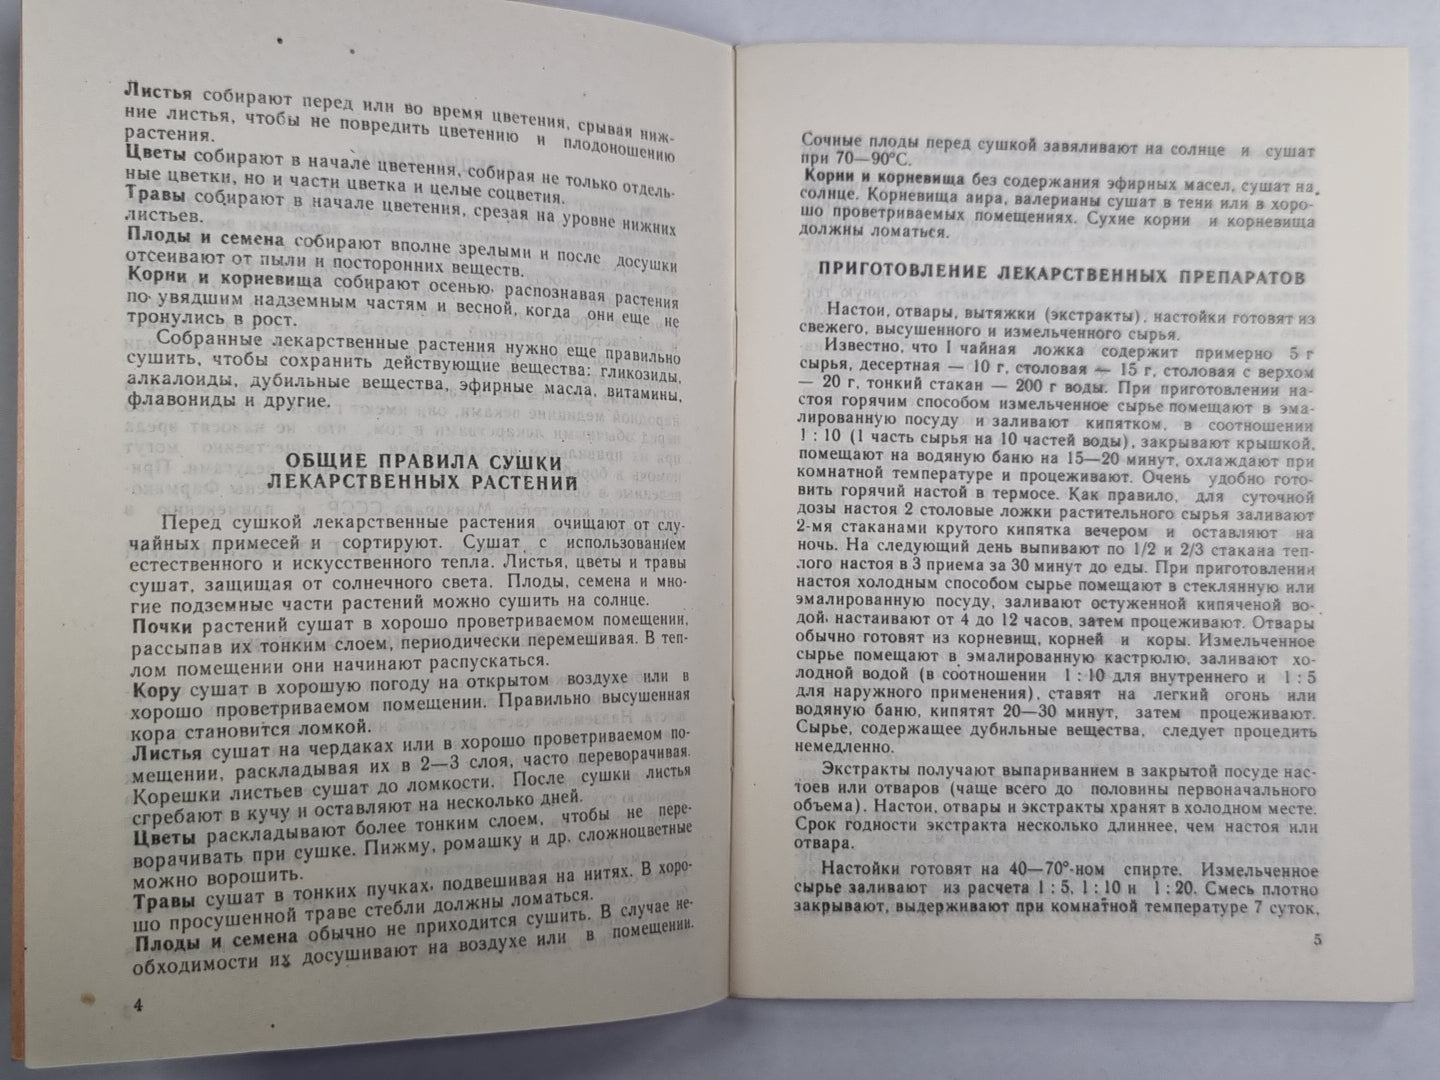 Листья собирают перед или во время цветения, срывая ниж-
ние листья, чтобы не повредить цветению и плодоношению
растения.
Цветы собирают в начале цветения, собирая не только отдель-
ные цветки, но и части цветка и целые соцветия.
Травы собирают в начале цветения, срезая на уровне нижних
листьев.
Плоды и семена собирают вполне зрелыми и после досушки
отсеивают от пыли и посторонних веществ.
Корни и корневища собирают осенью, распознавая растения
по увядшим надземным частям и весной, когда они еще не
тронулись в рост.
Собранные лекарственные растения нужно еще правильно
сушить, чтобы сохранить действующие вещества: гликозиды,
алкалоиды, дубильные вещества, эфирные масла, витамины,
флавониды и другие.
ОБЩИЕ ПРАВИЛА СУШКИ
ЛЕКАРСТВЕННЫХ РАСТЕНИЙ
Перед сушкой лекарственные растения очищают от слу-
чайных примесей и сортируют. Сушат с использованием
естественного и искусственного тепла. Листья, цветы и травы
сушат, защищая от солнечного света. Плоды, семена и мно-
гие подземные части растений можно сушить на солнце.
Почки растений сушат в хорошо проветриваемом помещении,
рассыпав их тонким слоем, периодически перемешивая. В теп-
лом помещении они начинают распускаться.
Кору сушат в хорошую погоду на открытом воздухе или в
хорошо проветриваемом помещении. Правильно высушенная
кора становится ломкой.
Листья сушат на чердаках или в хорошо проветриваемом по-
мещении, раскладывая их в 2—3 слоя, часто переворачивая.
Корешки листьев сушат до ломкости. После сушки листья
сгребают в кучу и оставляют на несколько дней.
Цветы раскладывают более тонким слоем, чтобы не пере-
ворачивать при сушке. Пижму, ромашку и др. сложноцветные
можно ворошить.
Травы сушат в тонких пучках, подвешивая на нитях. В хоро-
шо просушенной траве стебли должны ломаться.
Плоды и семена обычно не приходится сушить. В случае не-
обходимости их досушивают на воздухе или в помещении.
4
Сочные плоды перед сушкой завяливают на солнце и сушат
при 70—90°С.
Корни и корневища без содержания эфирных масел, сушат на
солнце. Корневища аира, валерианы сушат в тени или в хоро-
шо проветриваемых помещениях. Сухие корни и корневища
должны ломаться.
ПРИГОТОВЛЕНИЕ ЛЕКАРСТВЕННЫХ ПРЕПАРАТОВ
Настои, отвары, вытяжки (экстракты), настойки готовят из
свежего, высушенного и измельченного сырья.
Известно, что 1 чайная ложка содержит примерно 5 г
сырья, десертная — 10 г, столовая — 15 г, столовая с верхом
— 20 г, тонкий стакан — 200 г воды. При приготовлении на-
стоя горячим способом измельченное сырье помещают в эма-
лированную посуду и заливают кипятком, в соотношении
1 : 10 (1 часть сырья на 10 частей воды), закрывают крышкой,
помещают на водяную баню на 15—20 минут, охлаждают при
комнатной температуре и процеживают. Очень удобно гото-
вить горячий настой в термосе. Как правило, для суточной
дозы настоя 2 столовые ложки растительного сырья заливают
2-мя стаканами крутого кипятка вечером и оставляют на
ночь. На следующий день выпивают по 1/2 и 2/3 стакана теп-
лого настоя в 3 приема за 30 минут до еды. При приготовлении
настоя холодным способом сырье помещают в стеклянную или
эмалированную посуду, заливают остуженной кипяченой во-
дой, настаивают от 4 до 12 часов, затем процеживают. Отвары
обычно готовят из корневищ, корней и коры. Измельченное
сырье помещают в эмалированную кастрюлю, заливают хо-
лодной водой (в соотношении 1 : 10 для внутреннего и 1 : 5
для наружного применения), ставят на легкий огонь или
водяную баню, кипятят 20—30 минут, затем процеживают.
Сырье, содержащее дубильные вещества, следует процедить
немедленно.
Экстракты получают выпариванием в закрытой посуде нас-
тоев или отваров (чаще всего до половины первоначального
объема). Настои, отвары и экстракты хранят в холодном месте.
Срок годности экстракта несколько длиннее, чем настоя или
отвара.
Настойки готовят на 40—70°-ном спирте. Измельченное
сырье заливают из расчета 1 : 5, 1 : 10 и 1 : 20. Смесь плотно
закрывают, выдерживают при комнатной температуре 7 суток,
5